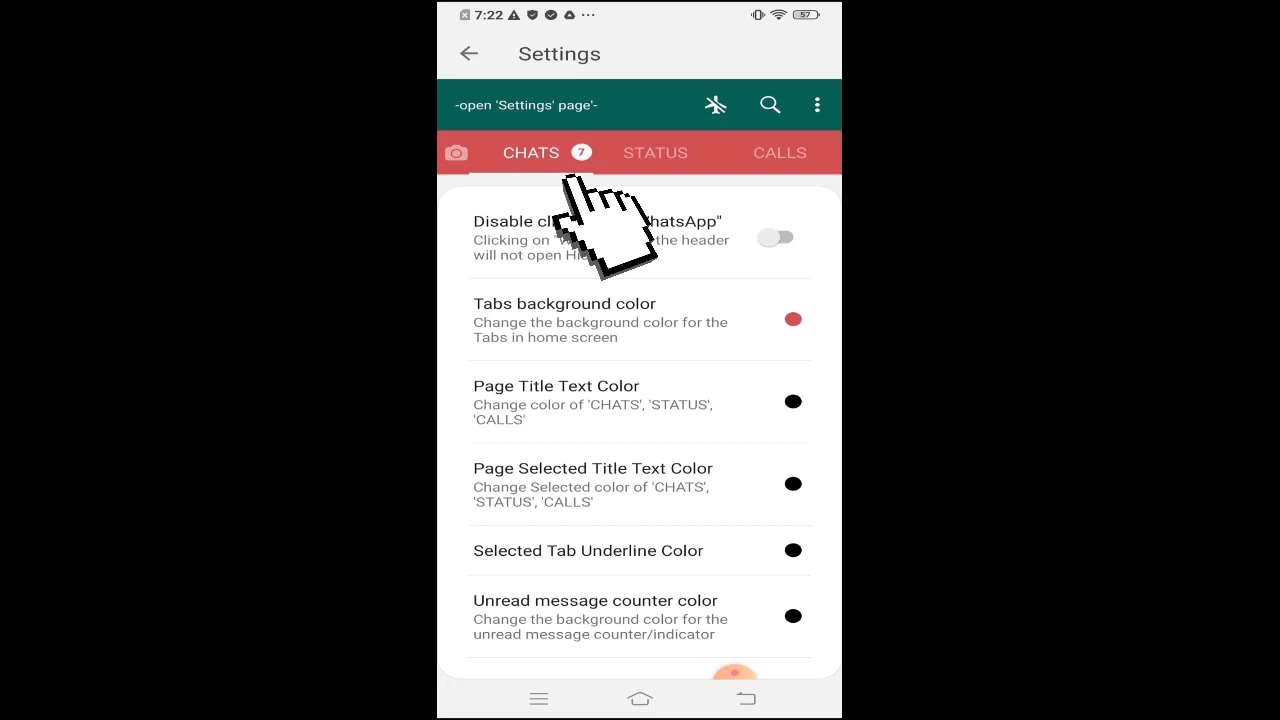 7:22
57
Settings
-open 'Settings' page'-
CHATS 7 STATUS CALLS
Disable hatsApp"
Clicking on the header
will not open
Tabs background color
Change the background color for the
Tabs in home screen
Page Title Text Color
Change color of 'CHATS', 'STATUS',
'CALLS'
Page Selected Title Text Color
Change Selected color of 'CHATS',
'STATUS', 'CALLS'
Selected Tab Underline Color
Unread message counter color
Change the background color for the
unread message counter/indicator